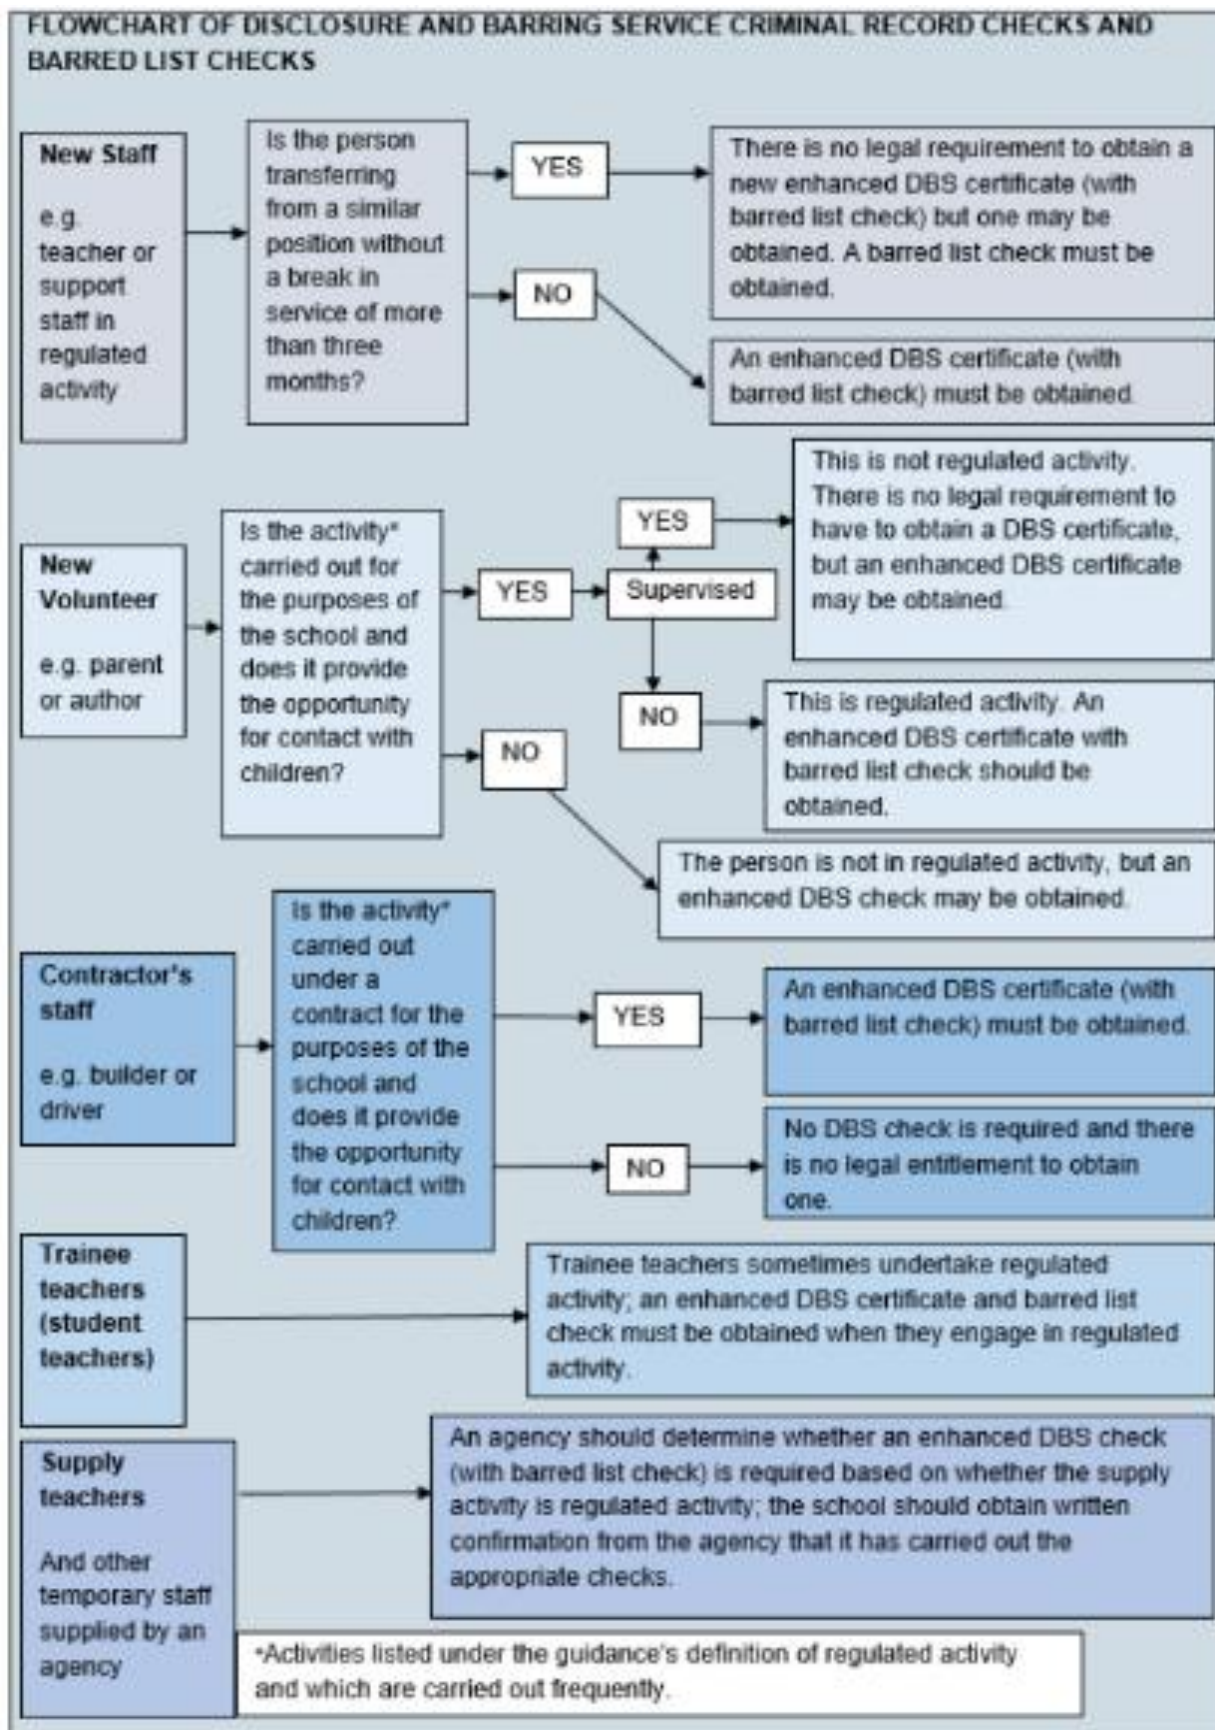 FLOWCHART OF DISCLOSURE AND BARRING SERVICE CRIMINAL RECORD CHECKS AND
BARRED LIST CHECKS
New Staff
e.g.
teacher or
support
staff in
regulated
activity
Is the person
transferring
from a similar
position without
a break in
service of more
than three
months?
YES
There is no legal requirement to obtain a
new enhanced DBS certificate (with
barred list check) but one may be
obtained. A barred list check must be
obtained.
NO
An enhanced DBS certificate (with
barred list check) must be obtained.
New
Volunteer
e.g. parent
or author
Is the activity*
carried out for
the purposes of
the school and
does it provide
the opportunity
for contact with
children?
YES
Supervised
YES
This is not regulated activity.
There is no legal requirement to
have to obtain a DBS certificate,
but an enhanced DBS certificate
may be obtained.
NO
This is regulated activity. An
enhanced DBS certificate with
barred list check should be
obtained.
NO
The person is not in regulated activity, but an
enhanced DBS check may be obtained.
Contractor's
staff
e.g. builder or
driver
Is the activity*
carried out
under a
contract for the
purposes of the
school and
does it provide
the opportunity
for contact with
children?
YES
An enhanced DBS certificate (with
barred list check) must be obtained.
NO
No DBS check is required and there
is no legal entitlement to obtain
one.
Trainee
teachers
(student
teachers)
Trainee teachers sometimes undertake regulated
activity; an enhanced DBS certificate and barred list
check must be obtained when they engage in regulated
activity.
Supply
teachers
And other
temporary staff
supplied by an
agency
An agency should determine whether an enhanced DBS check
(with barred list check) is required based on whether the supply
activity is regulated activity; the school should obtain written
confirmation from the agency that it has carried out the
appropriate checks.
*Activities listed under the guidance's definition of regulated activity
and which are carried out frequently.